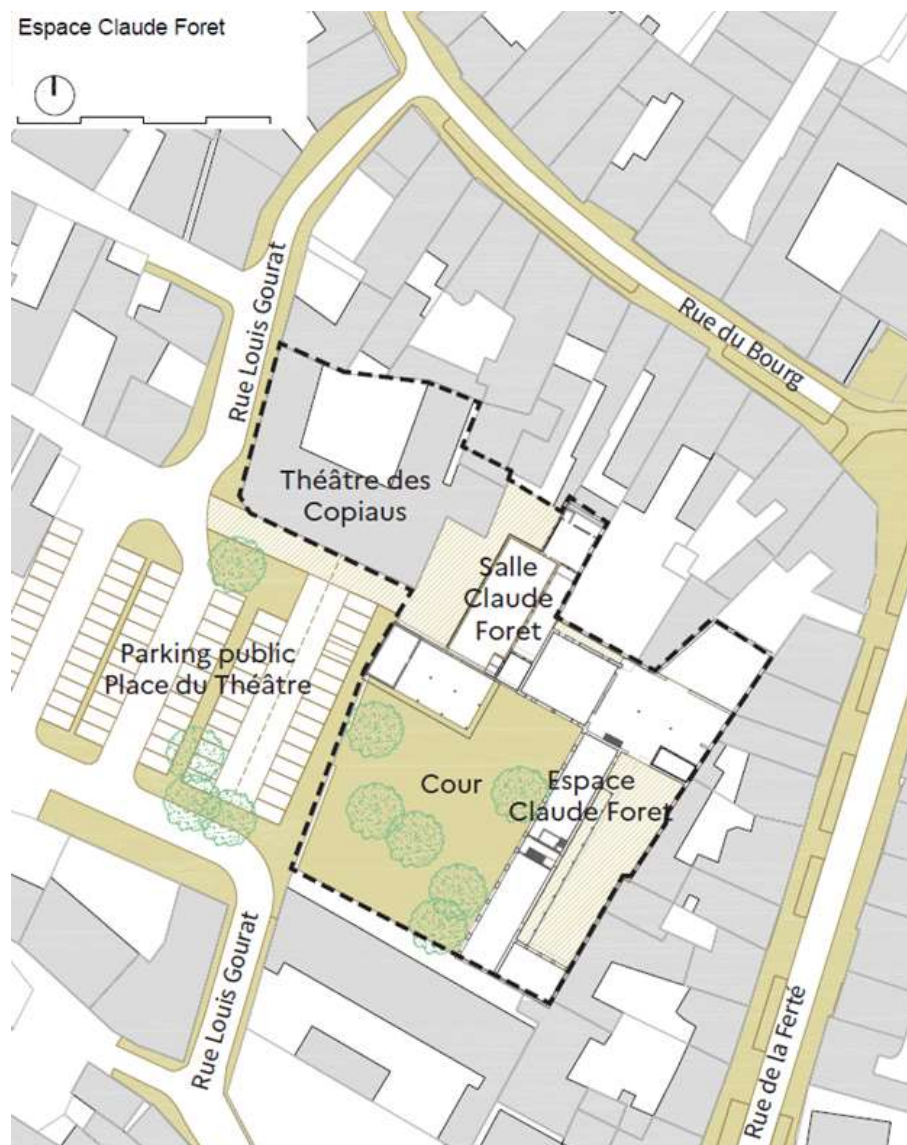 Espace Claude Foret
Rue Louis Gourat
Rue du Bourg
Théâtre des
Copiaus
Salle
Claude
Foret
Parking public
Place du Théâtre
Cour
Espace
Claude Foret
Rue Louis Gourat
Rue de la Ferté